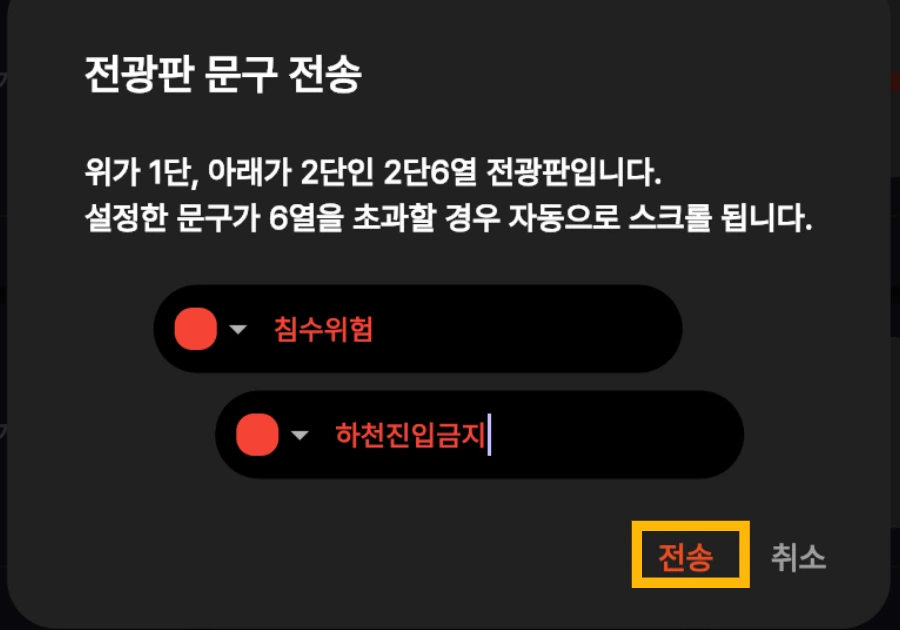 전광판 문구 전송
위가 1단, 아래가 2단인 2단6열 전광판입니다.
설정한 문구가 6열을 초과할 경우 자동으로 스크롤 됩니다.
침수위험
하천진입금지
전송 취소